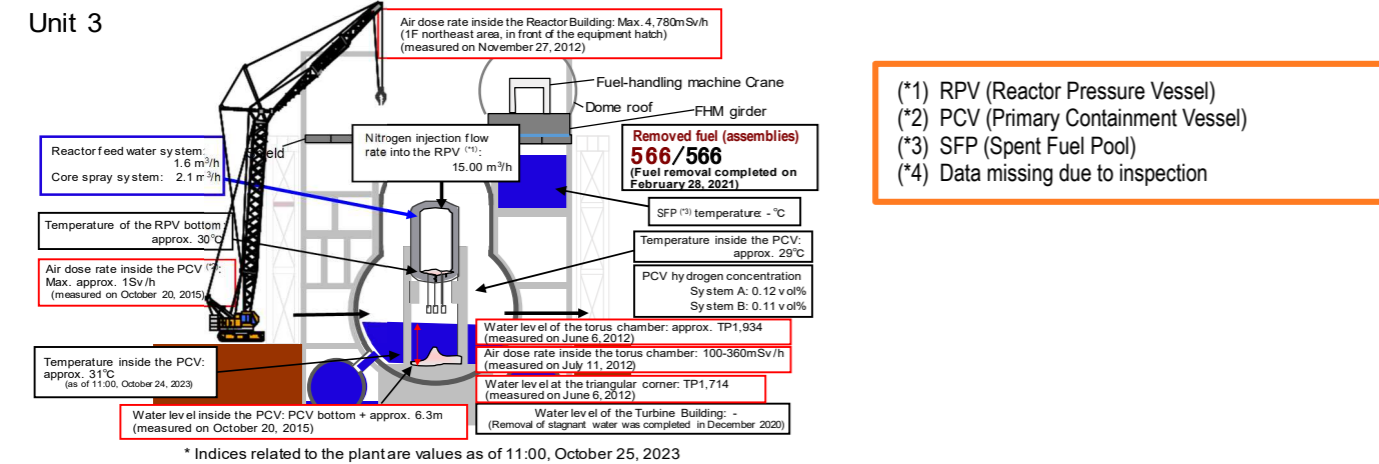 Unit 3
Air dose rate inside the Reactor Building: Max. 4,780mSv/h
(1F northeast area, in front of the equipment hatch)
(measured on November 27, 2012)
Fuel-handling machine Crane
Dome roof
FHM girder
Reactor feed water system:
1.6 m³/h
Core spray system: 2.1 m³/h
Nitrogen injection flow
rate into the RPV (*1):
15.00 m³/h
Removed fuel (assemblies)
566/566
(Fuel removal completed on
February 28, 2021)
SFP (*3) temperature: - °C
Temperature of the RPV bottom:
approx. 30°C
Temperature inside the PCV:
approx. 29°C
Air dose rate inside the PCV (*2):
Max. approx. 1Sv/h
(measured on October 20, 2015)
PCV hydrogen concentration
System A: 0.12 vol%
System B: 0.11 vol%
Water level of the torus chamber: approx. TP1,934
(measured on June 6, 2012)
Air dose rate inside the torus chamber: 100-360mSv/h
(measured on July 11, 2012)
Temperature inside the PCV:
approx. 31°C
(as of 11:00, October 24, 2023)
Water level at the triangular corner: TP1,714
(measured on June 6, 2012)
Water level inside the PCV: PCV bottom + approx. 6.3m
(measured on October 20, 2015)
Water level of the Turbine Building: -
(Removal of stagnant water was completed in December 2020)
* Indices related to the plant are values as of 11:00, October 25, 2023
(*1) RPV (Reactor Pressure Vessel)
(*2) PCV (Primary Containment Vessel)
(*3) SFP (Spent Fuel Pool)
(*4) Data missing due to inspection